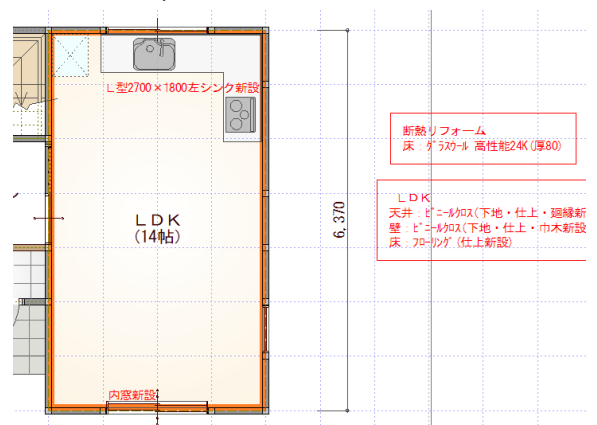 L型2700×1800左シンク新設
断熱リフォーム
床：グラスウール 高性能24K(厚80)
LDK
天井：ビニールクロス(下地・仕上・廻縁新
壁：ビニールクロス(下地・仕上・巾木新設
床：フローリング(仕上新設)
LDK
(14帖)
6,370
内窓新設